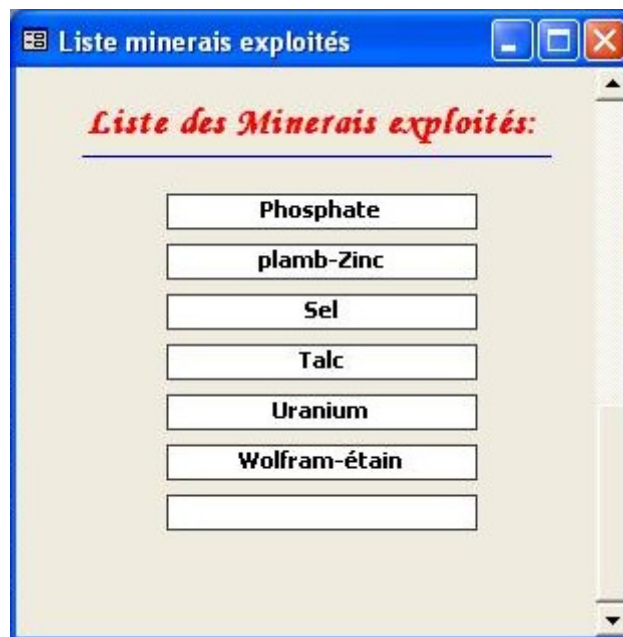 Liste minerais exploités
Liste des Minerais exploités:
Phosphate
plamb-Zinc
Sel
Talc
Uranium
Wolfram-étain